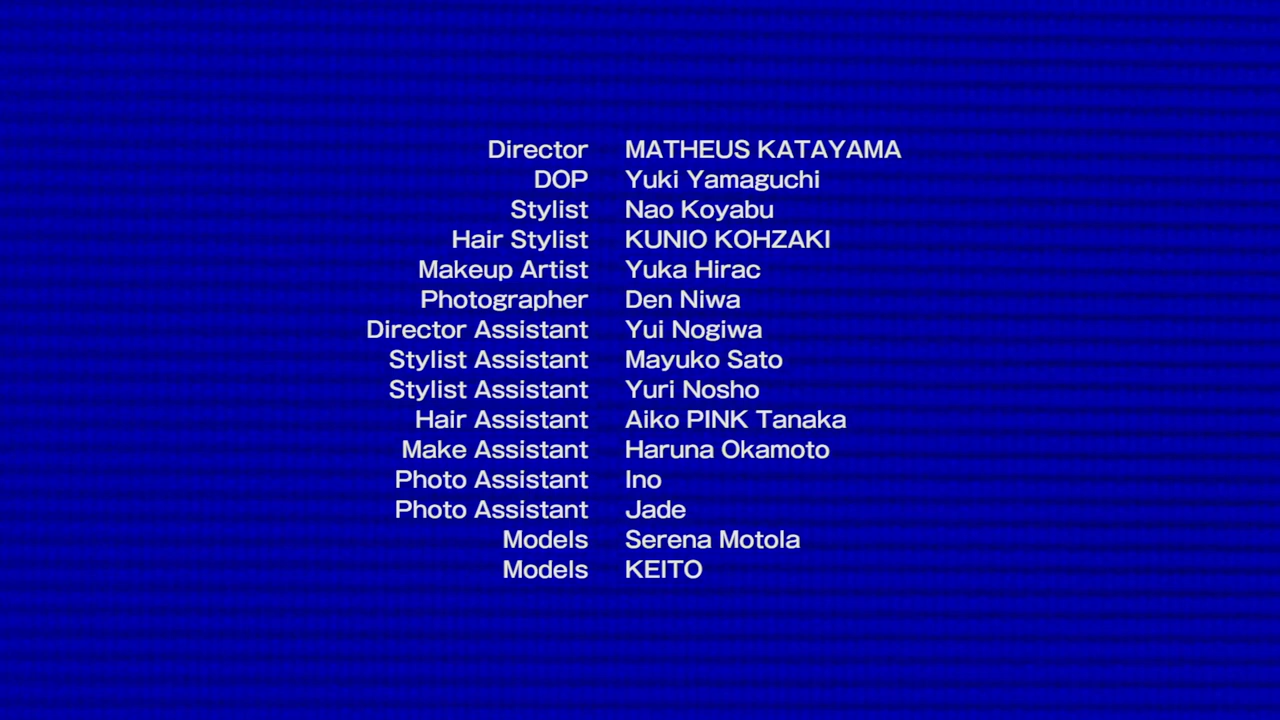 Director MATHEUS KATAYAMA
DOP Yuki Yamaguchi
Stylist Nao Koyabu
Hair Stylist KUNIO KOHZAKI
Makeup Artist Yuka Hirac
Photographer Den Niwa
Director Assistant Yui Nogiwa
Stylist Assistant Mayuko Sato
Stylist Assistant Yuri Nosho
Hair Assistant Aiko PINK Tanaka
Make Assistant Haruna Okamoto
Photo Assistant Ino
Photo Assistant Jade
Models Serena Motola
Models KEITO